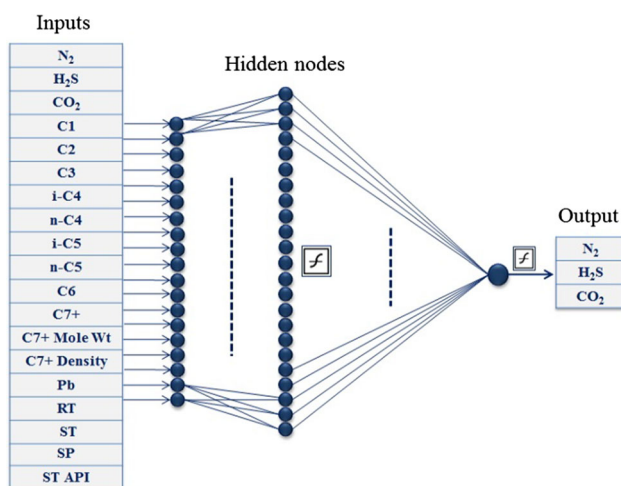 Inputs
N2
H2S
CO2
C1
C2
C3
i-C4
n-C4
i-C5
n-C5
C6
C7+
C7+ Mole Wt
C7+ Density
Pb
RT
ST
SP
ST API
Hidden nodes
f
f
Output
N2
H2S
CO2